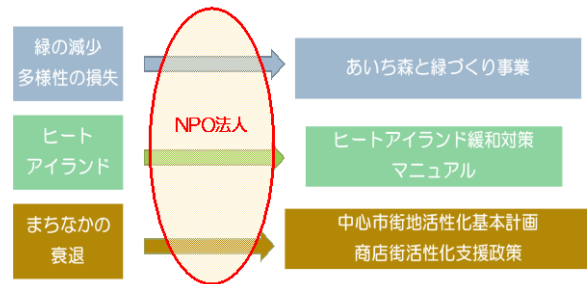 緑の減少
多様性の損失
あいち森と緑づくり事業
NPO法人
ヒート
アイランド
ヒートアイランド緩和対策
マニュアル
まちなかの
衰退
中心市街地活性化基本計画
商店街活性化支援政策